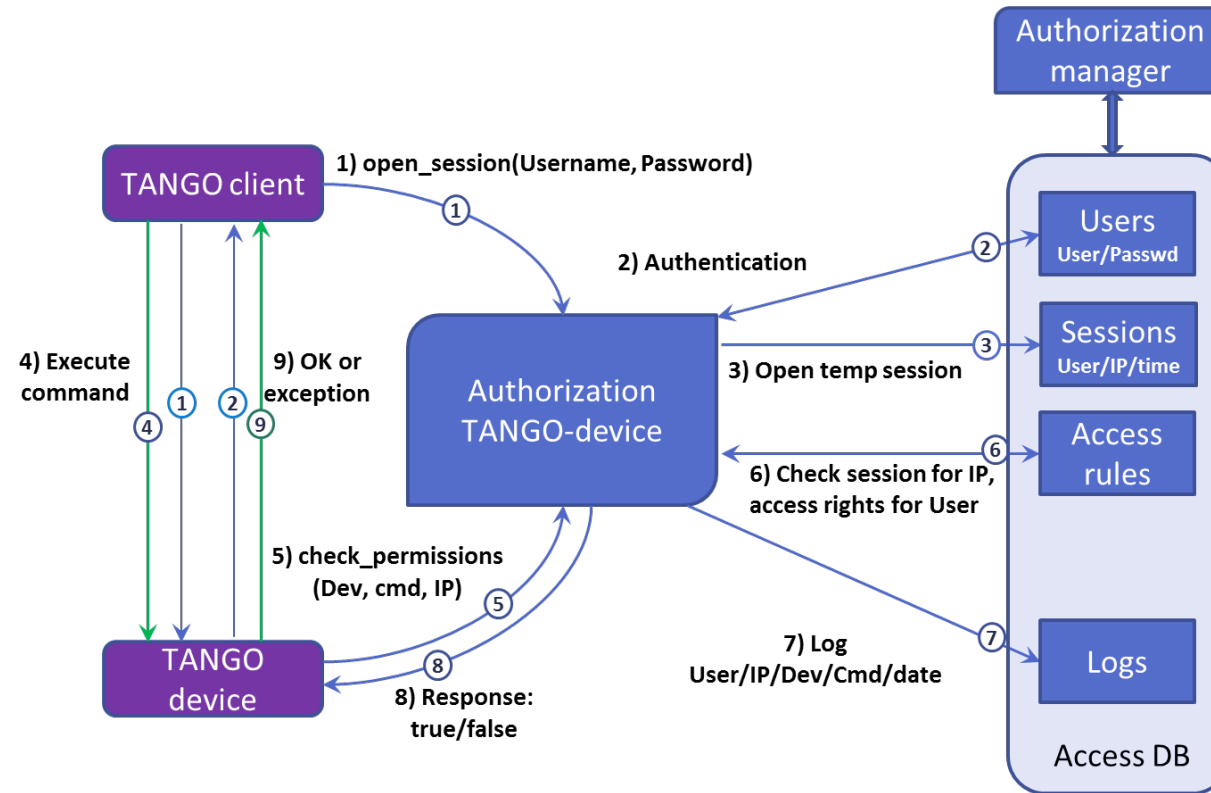 Authorization
manager
TANGO client
1) open_session(Username, Password)
1
Users
User/Passwd
2
2) Authentication
Sessions
User/IP/time
3
3) Open temp session
4) Execute
command
9) OK or
exception
1
2
4
9
Authorization
TANGO-device
Access
rules
6
6) Check session for IP,
access rights for User
5) check_permissions
(Dev, cmd, IP)
5
7
7) Log
User/IP/Dev/Cmd/date
Logs
TANGO
device
8
8) Response:
true/false
Access DB